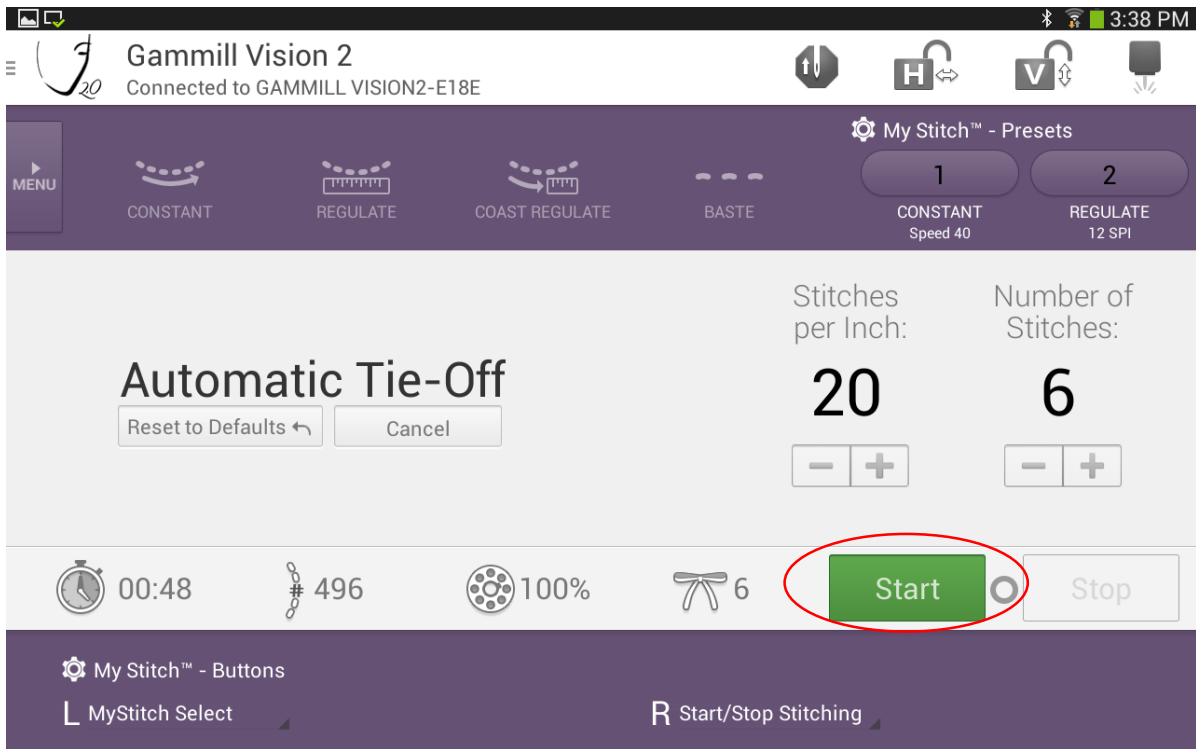 3:38 PM
Gammill Vision 2
Connected to GAMMILL VISION2-E18E
20
H
V
My Stitch™ - Presets
MENU
CONSTANT
REGULATE
COAST REGULATE
BASTE
1
CONSTANT
Speed 40
2
REGULATE
12 SPI
Automatic Tie-Off
Reset to Defaults
Cancel
Stitches
per Inch:
20
Number of
Stitches:
6
00:48
# 496
100%
6
Start
Stop
My Stitch™ - Buttons
L MyStitch Select
R Start/Stop Stitching